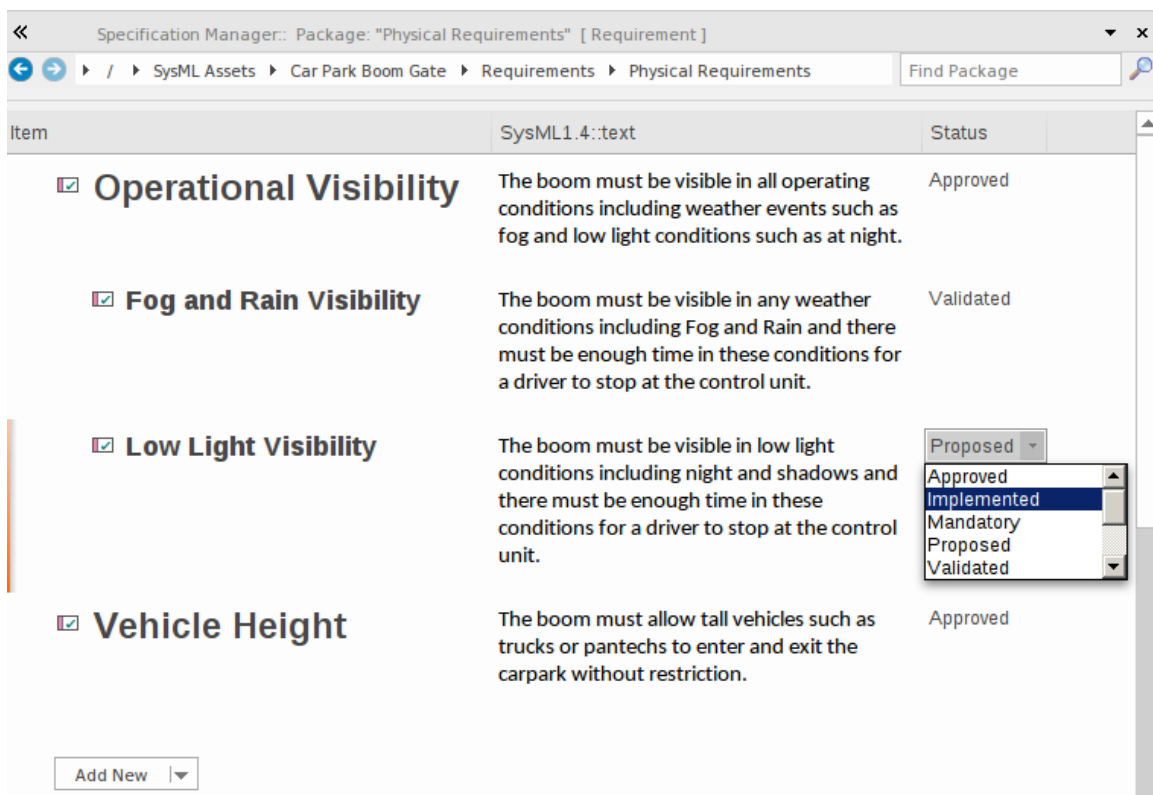 Specification Manager:: Package: "Physical Requirements" [ Requirement ]
/ SysML Assets Car Park Boom Gate Requirements Physical Requirements Find Package
Item SysML1.4::text Status
Operational Visibility
The boom must be visible in all operating
conditions including weather events such as
fog and low light conditions such as at night.
Approved
Fog and Rain Visibility
The boom must be visible in any weather
conditions including Fog and Rain and there
must be enough time in these conditions for
a driver to stop at the control unit.
Validated
Low Light Visibility
The boom must be visible in low light
conditions including night and shadows and
there must be enough time in these
conditions for a driver to stop at the control
unit.
Proposed
Approved
Implemented
Mandatory
Proposed
Validated
Vehicle Height
The boom must allow tall vehicles such as
trucks or pantechs to enter and exit the
carpark without restriction.
Approved
Add New